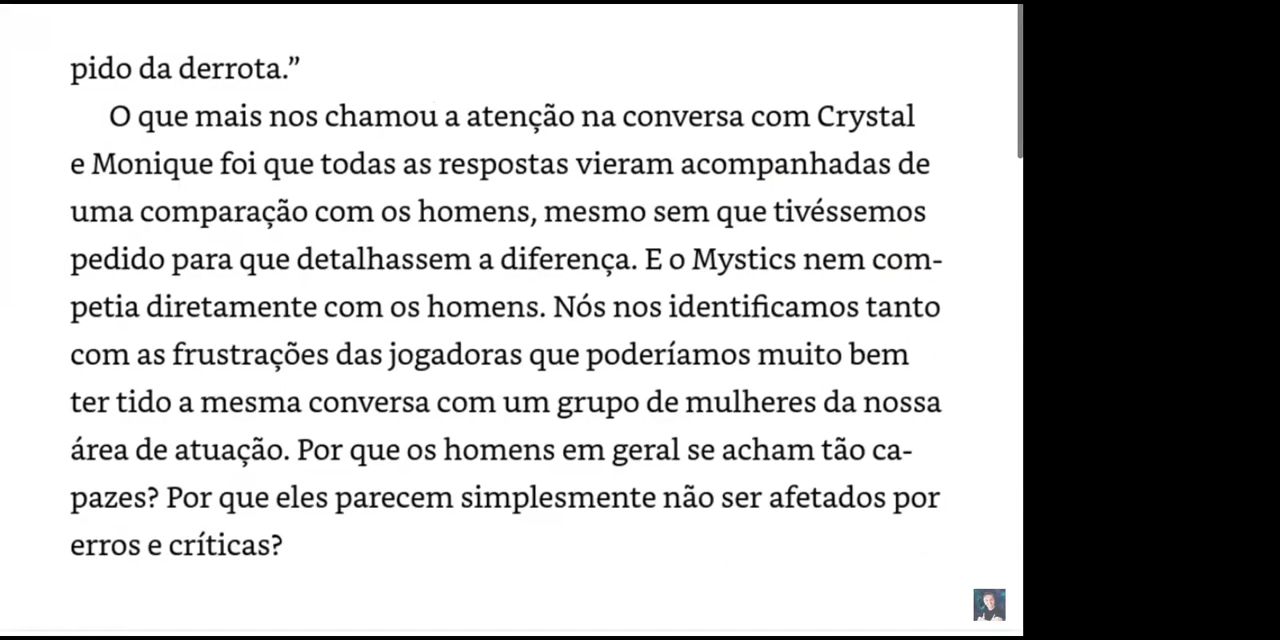 pido da derrota.”
O que mais nos chamou a atenção na conversa com Crystal
e Monique foi que todas as respostas vieram acompanhadas de
uma comparação com os homens, mesmo sem que tivéssemos
pedido para que detalhassem a diferença. E o Mystics nem com-
petia diretamente com os homens. Nós nos identificamos tanto
com as frustrações das jogadoras que poderíamos muito bem
ter tido a mesma conversa com um grupo de mulheres da nossa
área de atuação. Por que os homens em geral se acham tão ca-
pazes? Por que eles parecem simplesmente não ser afetados por
erros e críticas?